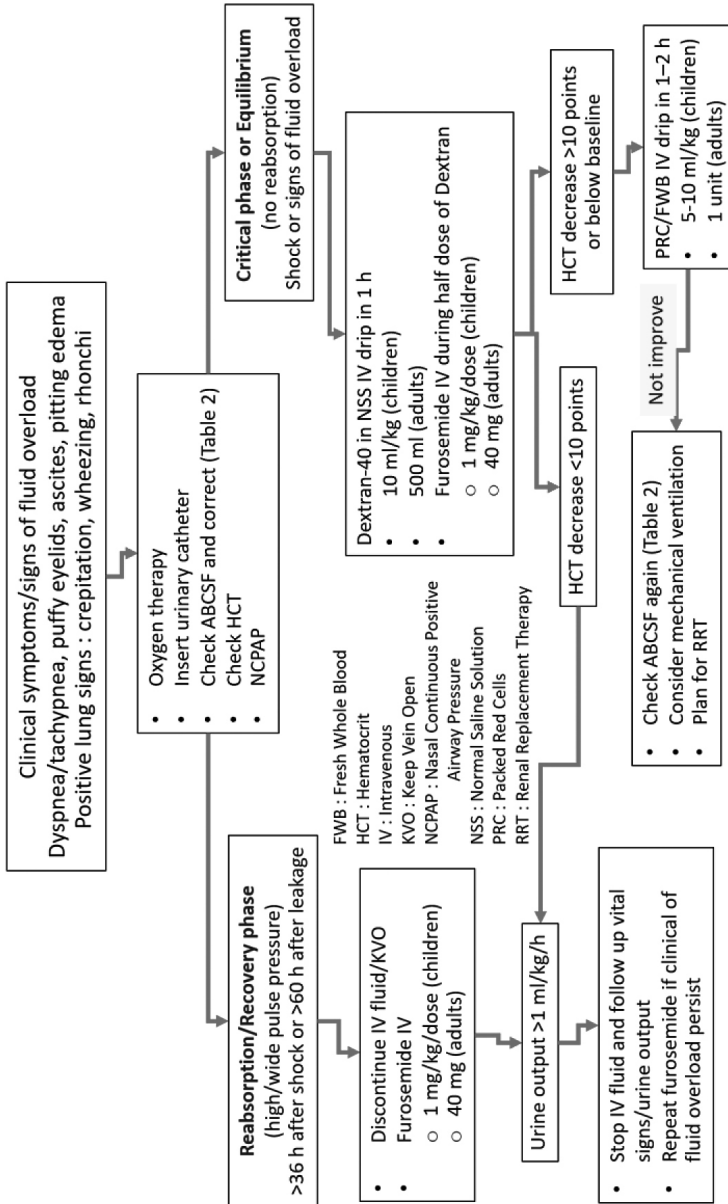 Clinical symptoms/signs of fluid overload
Dyspnea/tachypnea, puffy eyelids, ascites, pitting edema
Positive lung signs : crepitation, wheezing, rhonchi
• Oxygen therapy
• Insert urinary catheter
• Check ABCSF and correct (Table 2)
• Check HCT
• NCPAP
Reabsorption/Recovery phase
(high/wide pulse pressure)
>36 h after shock or >60 h after leakage
• Discontinue IV fluid/KVO
• Furosemide IV
○ 1 mg/kg/dose (children)
○ 40 mg (adults)
Urine output >1 ml/kg/h
• Stop IV fluid and follow up vital
signs/urine output
• Repeat furosemide if clinical of
fluid overload persist
FWB : Fresh Whole Blood
HCT : Hematocrit
IV : Intravenous
KVO : Keep Vein Open
NCPAP : Nasal Continuous Positive
Airway Pressure
NSS : Normal Saline Solution
PRC : Packed Red Cells
RRT : Renal Replacement Therapy
Critical phase or Equilibrium
(no reabsorption)
Shock or signs of fluid overload
Dextran-40 in NSS IV drip in 1 h
• 10 ml/kg (children)
• 500 ml (adults)
• Furosemide IV during half dose of Dextran
○ 1 mg/kg/dose (children)
○ 40 mg (adults)
HCT decrease <10 points
HCT decrease >10 points
or below baseline
PRC/FWB IV drip in 1–2 h
• 5-10 ml/kg (children)
• 1 unit (adults)
Not improve
• Check ABCSF again (Table 2)
• Consider mechanical ventilation
• Plan for RRT